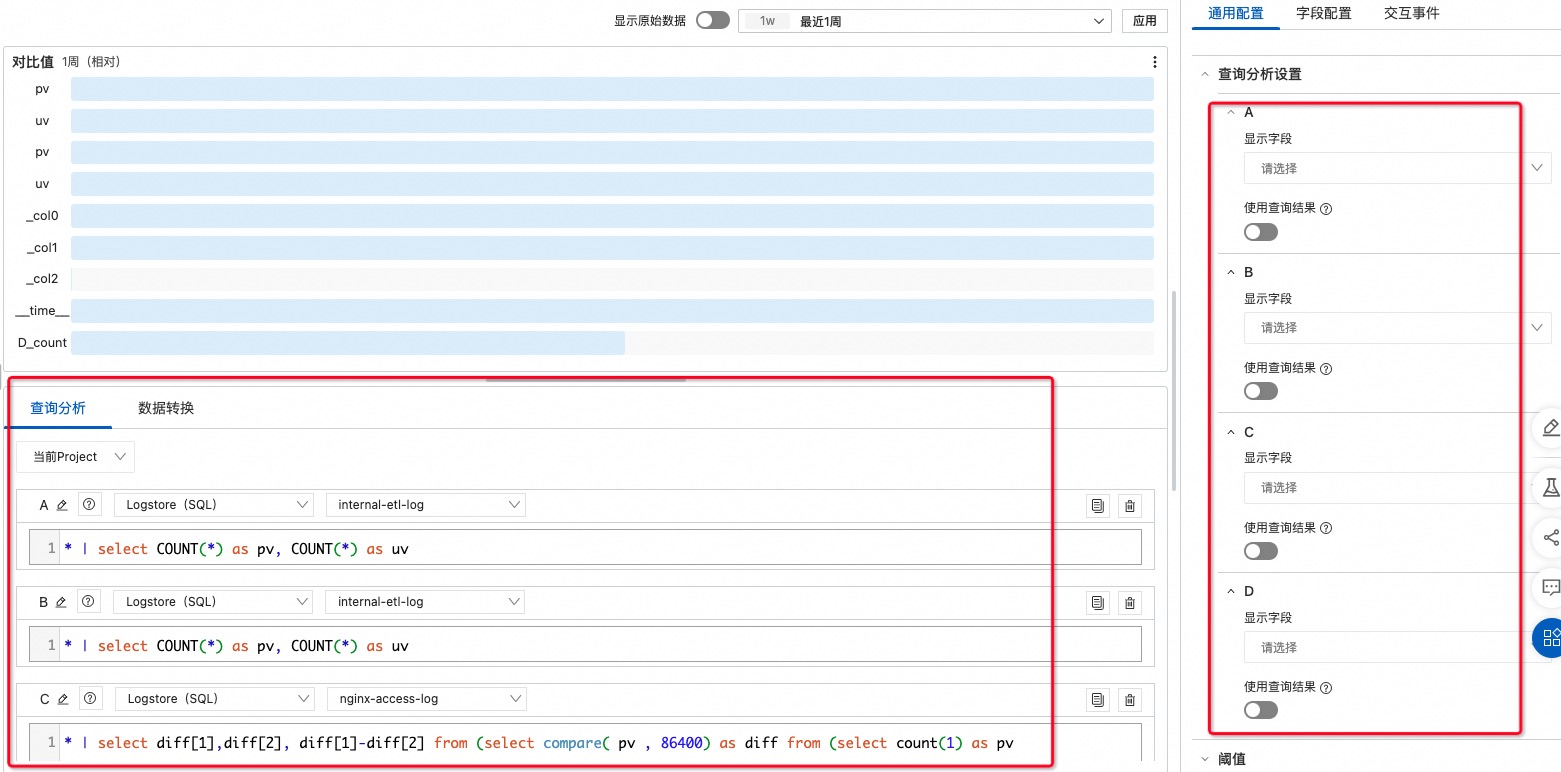 显示原始数据 1w 最近1周 应用
对比值 1周（相对）
pv
uv
pv
uv
_col0
_col1
_col2
__time__
D_count
查询分析 数据转换
当前Project
A Logstore（SQL） internal-etl-log
1 * | select COUNT(*) as pv, COUNT(*) as uv
B Logstore（SQL） internal-etl-log
1 * | select COUNT(*) as pv, COUNT(*) as uv
C Logstore（SQL） nginx-access-log
1 * | select diff[1],diff[2], diff[1]-diff[2] from (select compare( pv , 86400) as diff from (select count(1) as pv
通用配置 字段配置 交互事件
查询分析设置
A
显示字段
请选择
使用查询结果
B
显示字段
请选择
使用查询结果
C
显示字段
请选择
使用查询结果
D
显示字段
请选择
使用查询结果
阈值